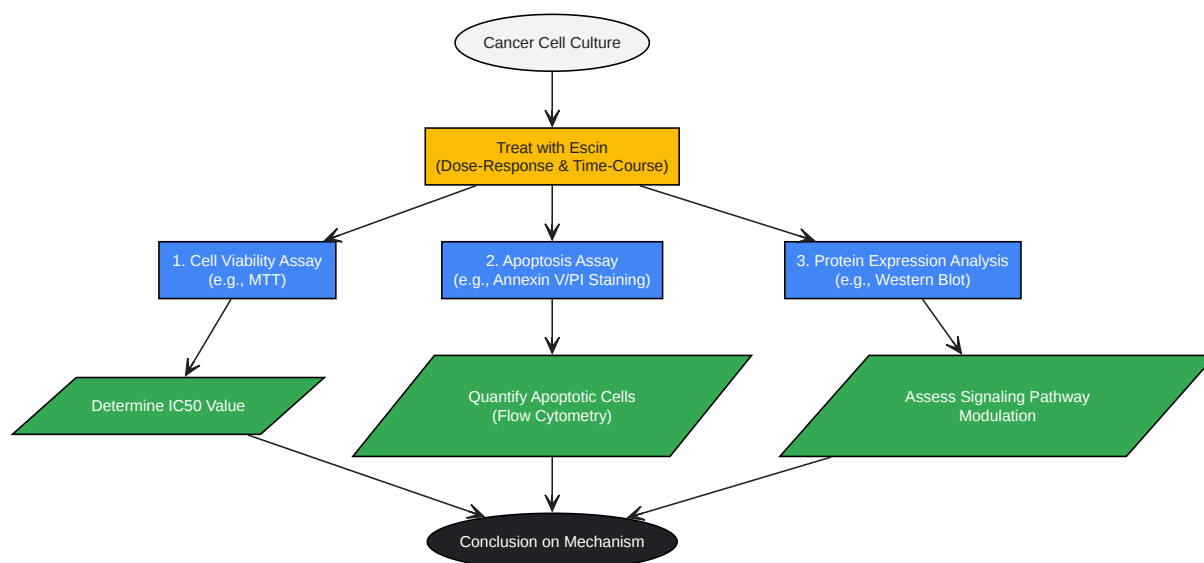 Cancer Cell Culture
Treat with Escin
(Dose-Response & Time-Course)
1. Cell Viability Assay
(e.g., MTT)
2. Apoptosis Assay
(e.g., Annexin V/PI Staining)
3. Protein Expression Analysis
(e.g., Western Blot)
Determine IC50 Value
Quantify Apoptotic Cells
(Flow Cytometry)
Assess Signaling Pathway
Modulation
Conclusion on Mechanism